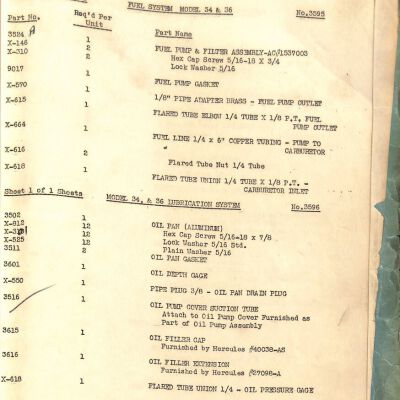 FUEL SYSTEM MODEL 34 & 36 No.3595
Part No. Req'd Per Unit Part Name
3524 1 FUEL PUMP & FILTER ASSEMBLY-AC#1537003
X-146 2 Hex Cap Screw 5/16-18 X 3/4
X-310 2 Lock Washer 5/16
9017 1 FUEL PUMP GASKET
X-570 1 1/8" PIPE ADAPTER BRASS - FUEL PUMP OUTLET
X-615 1 FLARED TUBE ELBOW 1/4 TUBE X 1/8 P.T, FUEL
PUMP OUTLET
X-664 1 FUEL LINE 1/4 x 6" COPPER TUBING - PUMP TO
CARBURETOR
X-616 2 Flared Tube Nut 1/4 Tube
X-618 1 FLARED TUBE UNION 1/4 TUBE X 1/8 P.T. -
CARBURETOR INLET
Sheet 1 of 1 Sheets MODEL 34, & 36 LUBRICATION SYSTEM No.3596
3502 1 OIL PAN (ALUMINUM)
X-812 12 Hex Cap Screw 5/16-18 x 7/8
12 Lock Washer 5/16 Std.
X-525 12 Plain Washer 5/16
3511 2 OIL PAN GASKET
3601 1 OIL DEPTH GAGE
X-550 1 PIPE PLUG 3/8 - OIL PAN DRAIN PLUG
3516 1 OIL PUMP COVER SUCTION TUBE
Attach to Oil Pump Cover Furnished as
Part of Oil Pump Assembly
3615 1 OIL FILLER CAP
Furnished by Hercules #40038-AS
3616 1 OIL FILLER EXTENSION
Furnished by Hercules #37098-A
X-618 1 FLARED TUBE UNION 1/4 - OIL PRESSURE GAGE